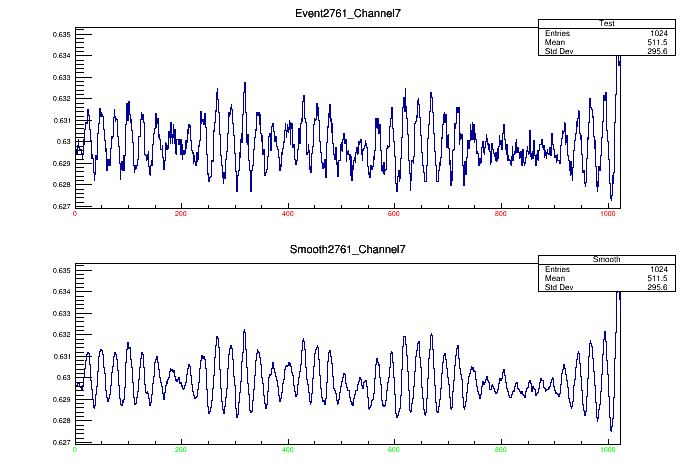 Event2761_Channel7
Test
Entries 1024
Mean 511.5
Std Dev 295.6
0.635
0.634
0.633
0.632
0.631
0.63
0.629
0.628
0.627
0 200 400 600 800 1000
Smooth2761_Channel7
Smooth
Entries 1024
Mean 511.5
Std Dev 295.6
0.635
0.634
0.633
0.632
0.631
0.63
0.629
0.628
0.627
0 200 400 600 800 1000